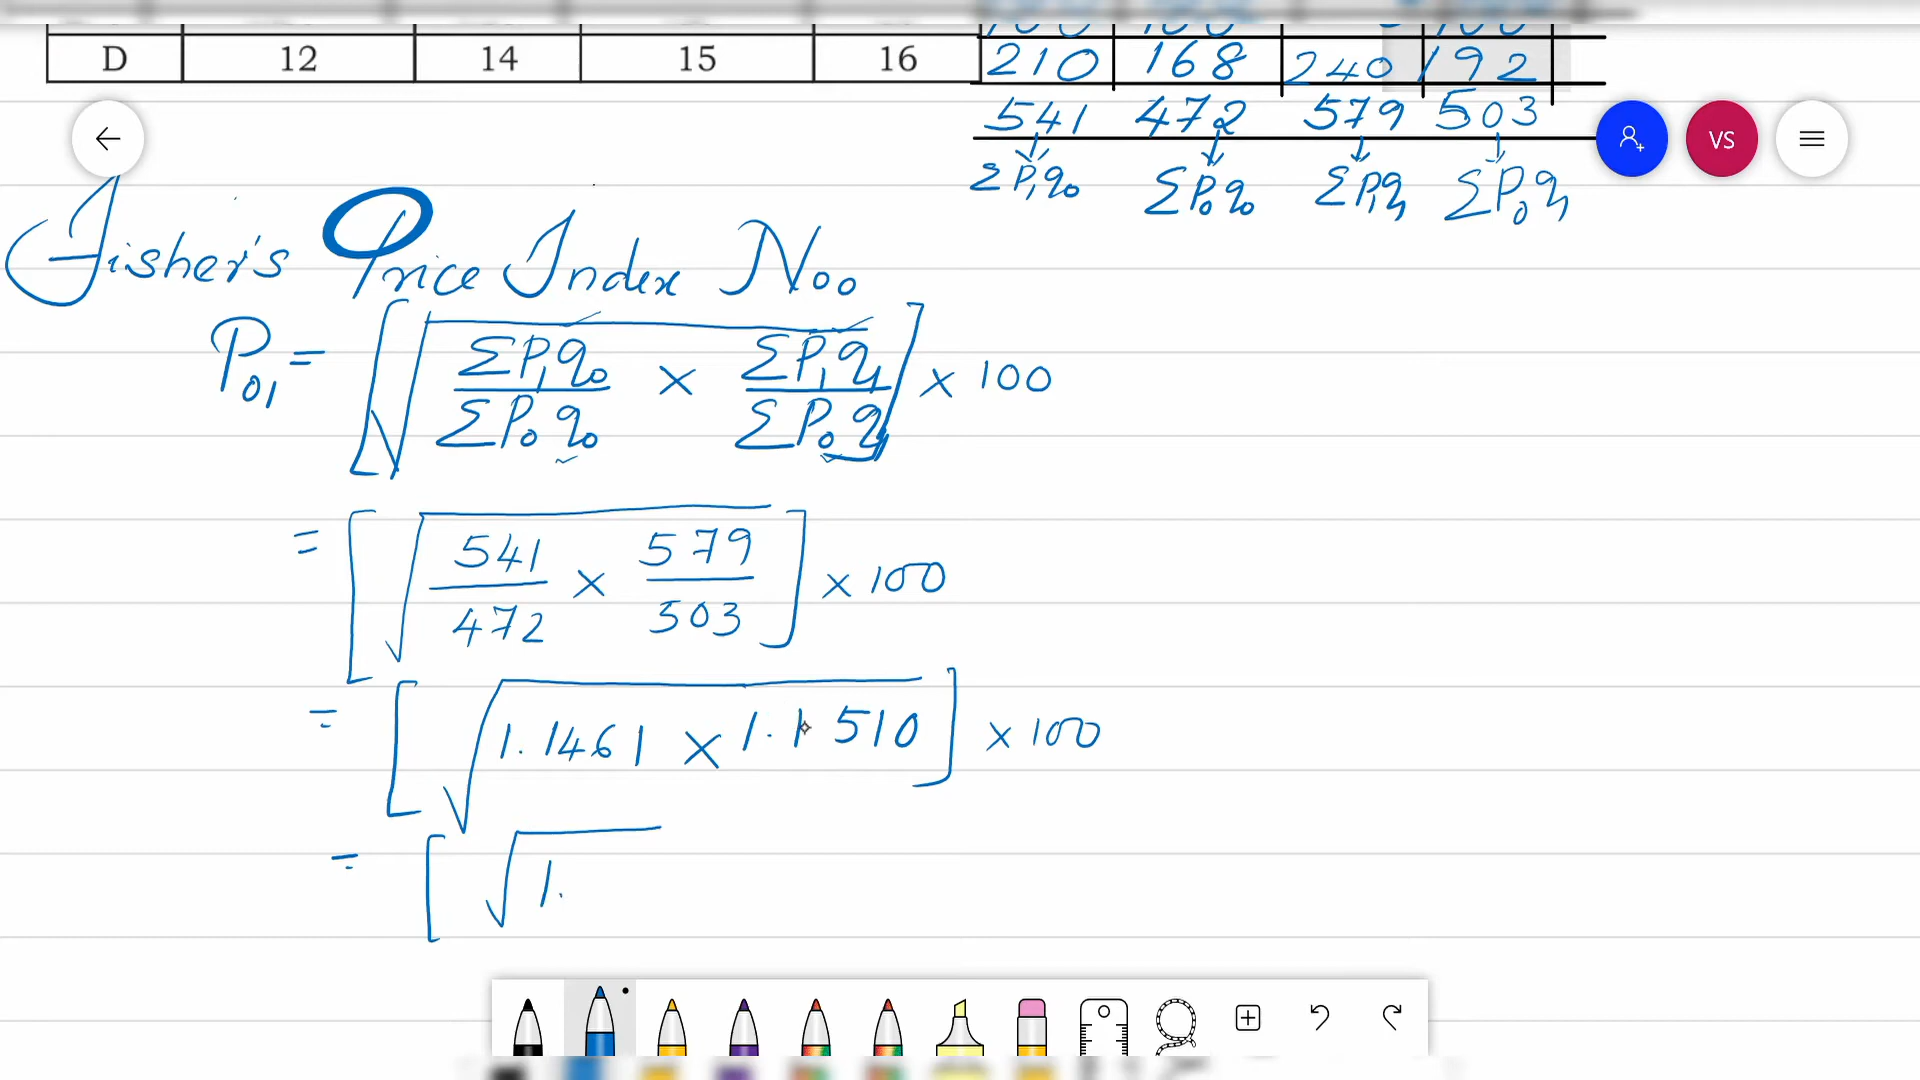 D 12 14 15 16 210 168 240 192
541 472 579 503
ΣP₁q₀ ΣP₀q₀ ΣP₁q₁ ΣP₀q₁
VS
Fisher's Price Index No.
P₀₁ = [√(ΣP₁q₀/ΣP₀q₀ × ΣP₁q₁/ΣP₀q₁)] × 100
= [√(541/472 × 579/503)] × 100
= [√(1.1461 × 1.1510)] × 100
= [√1.